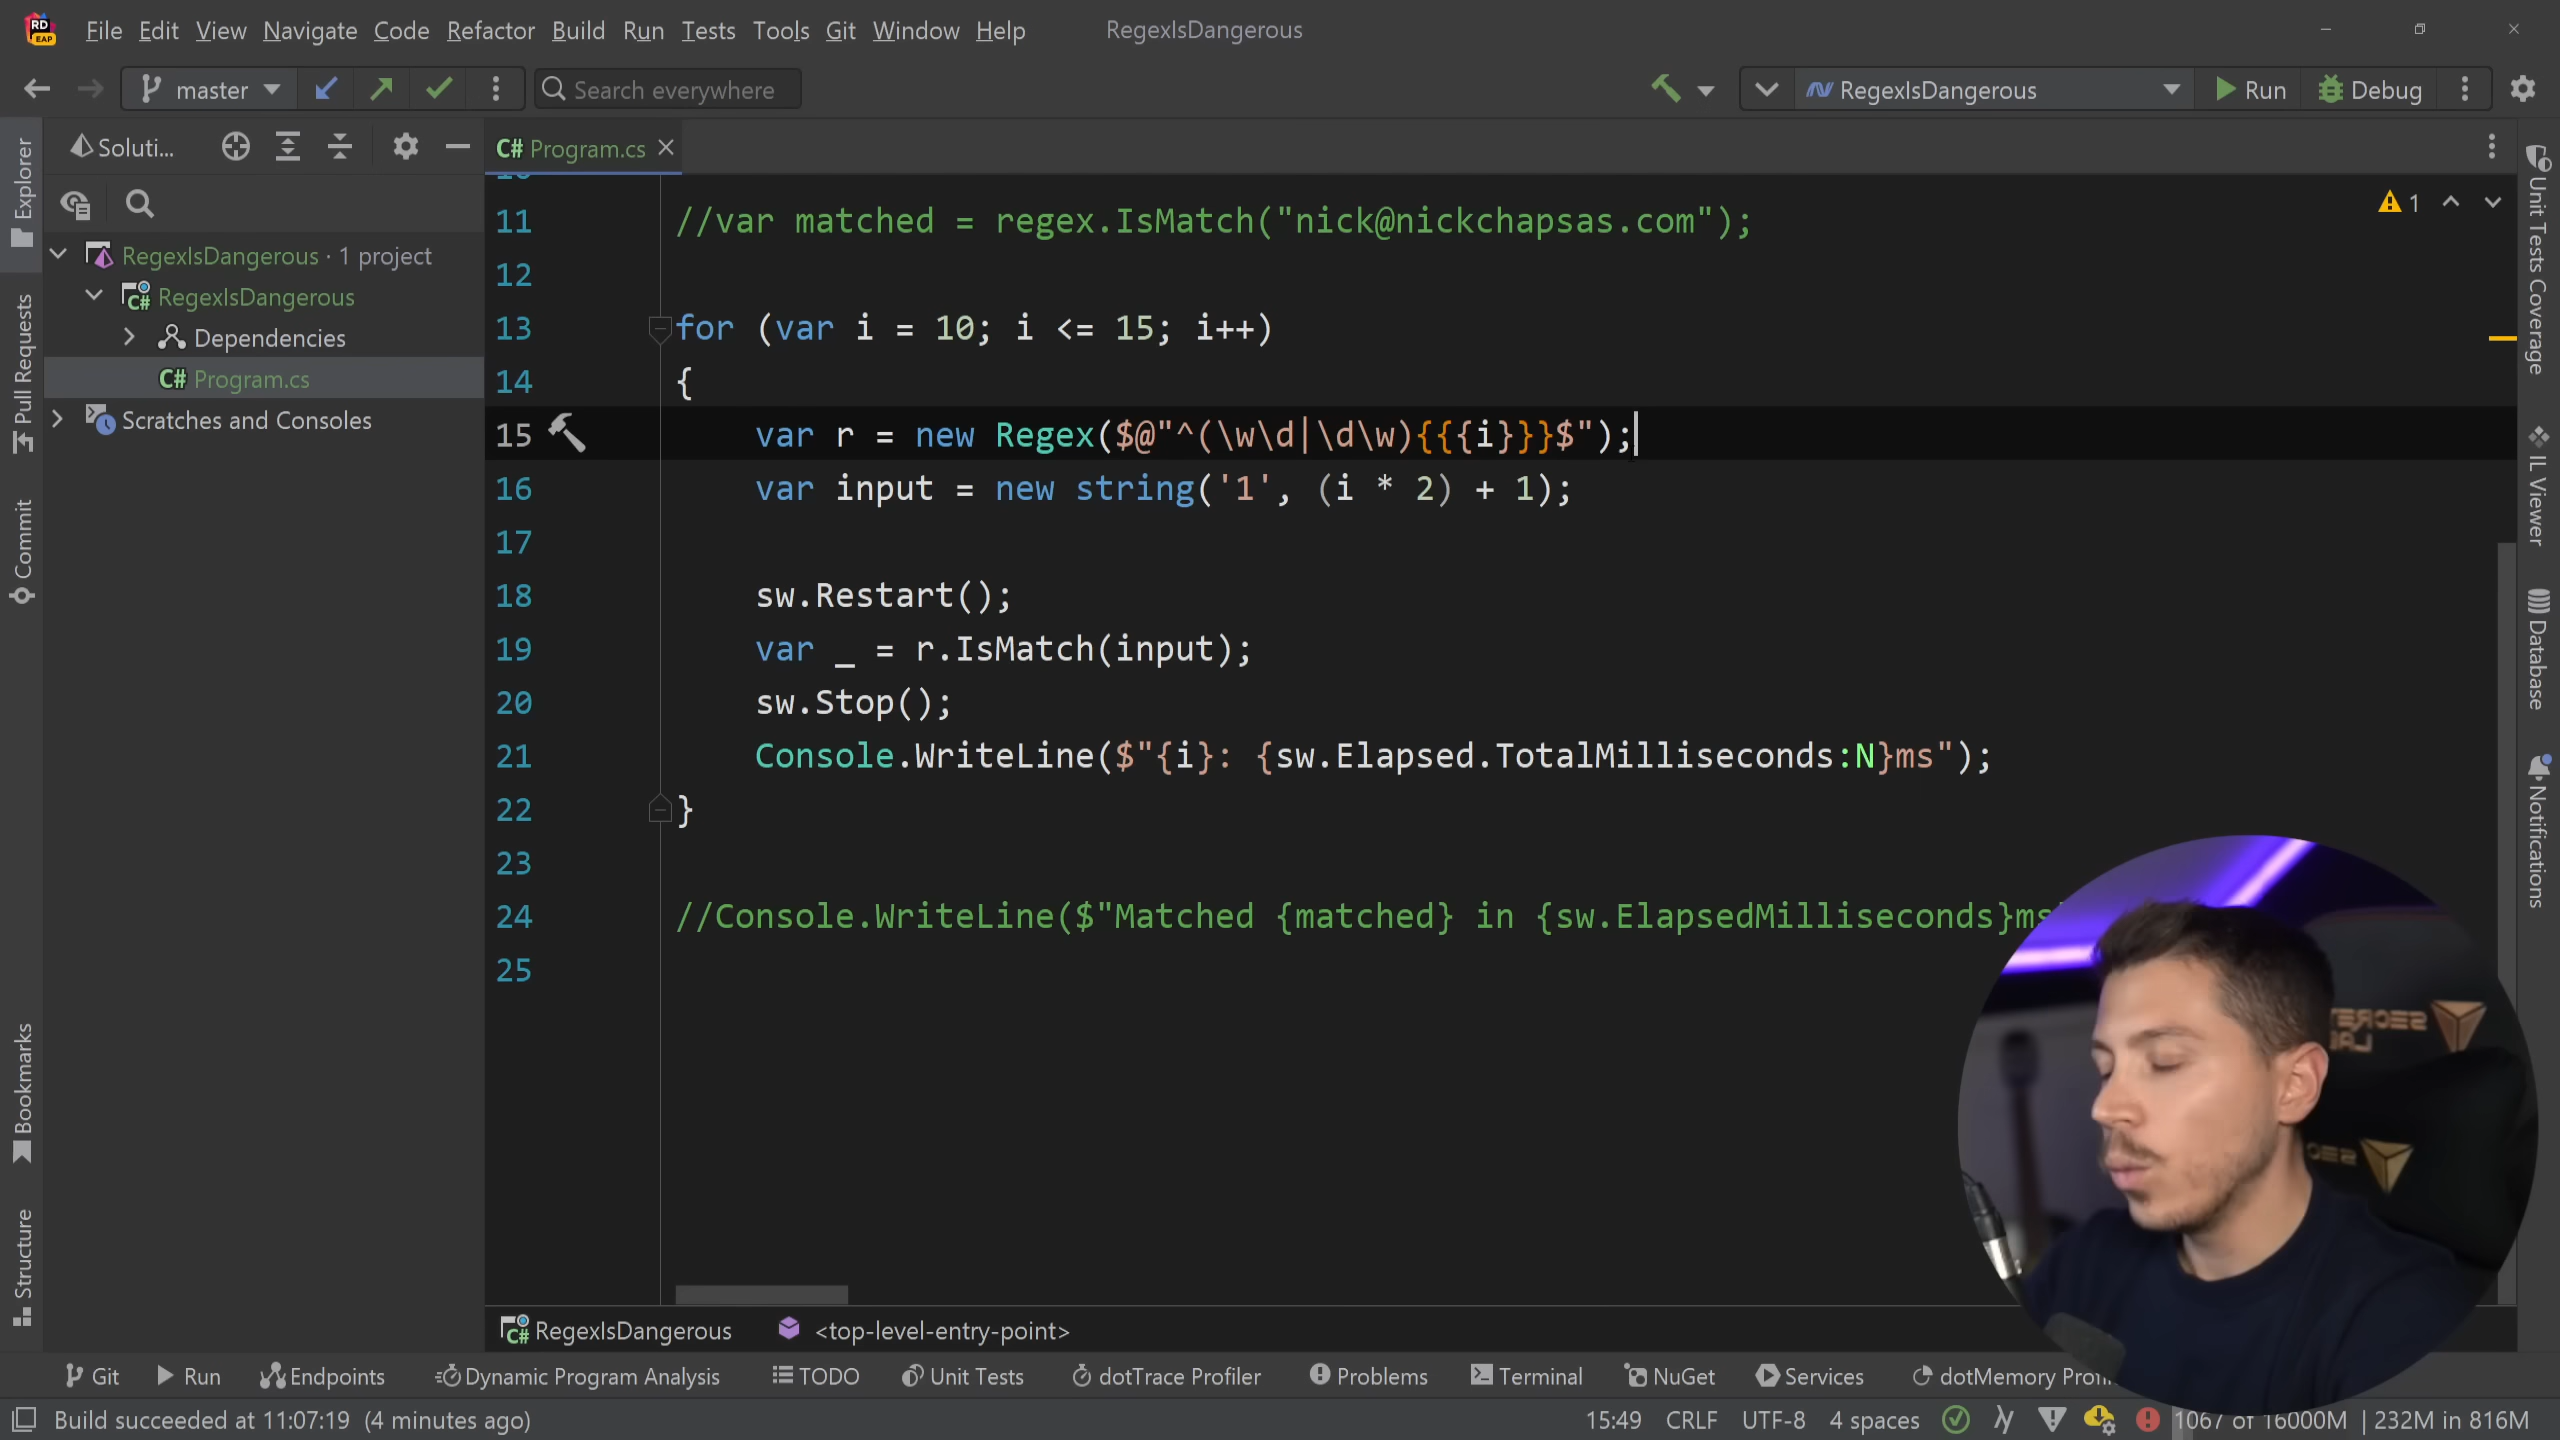 RD EAP File Edit View Navigate Code Refactor Build Run Tests Tools Git Window Help RegexIsDangerous
master Search everywhere RegexIsDangerous Run Debug
Explorer
Pull Requests
Commit
Bookmarks
Structure
Soluti...
RegexIsDangerous · 1 project
C# RegexIsDangerous
Dependencies
C# Program.cs
Scratches and Consoles
C# Program.cs
1
11 //var matched = regex.IsMatch("nick@nickchapsas.com");
12
13 for (var i = 10; i <= 15; i++)
14 {
15 var r = new Regex($@"^(\w\d|\d\w){{{i}}}$");
16 var input = new string('1', (i * 2) + 1);
17
18 sw.Restart();
19 var _ = r.IsMatch(input);
20 sw.Stop();
21 Console.WriteLine($"{i}: {sw.Elapsed.TotalMilliseconds:N}ms");
22 }
23
24 //Console.WriteLine($"Matched {matched} in {sw.ElapsedMilliseconds}ms
25
Unit Tests Coverage
IL Viewer
Database
Notifications
C# RegexIsDangerous <top-level-entry-point>
Git Run Endpoints Dynamic Program Analysis TODO Unit Tests dotTrace Profiler Problems Terminal NuGet Services dotMemory
Build succeeded at 11:07:19 (4 minutes ago) 15:49 CRLF UTF-8 4 spaces 1067 of 16000M | 232M in 816M